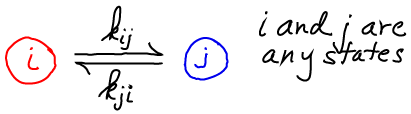 k_ij
i and j are
any states
i
j
k_ji